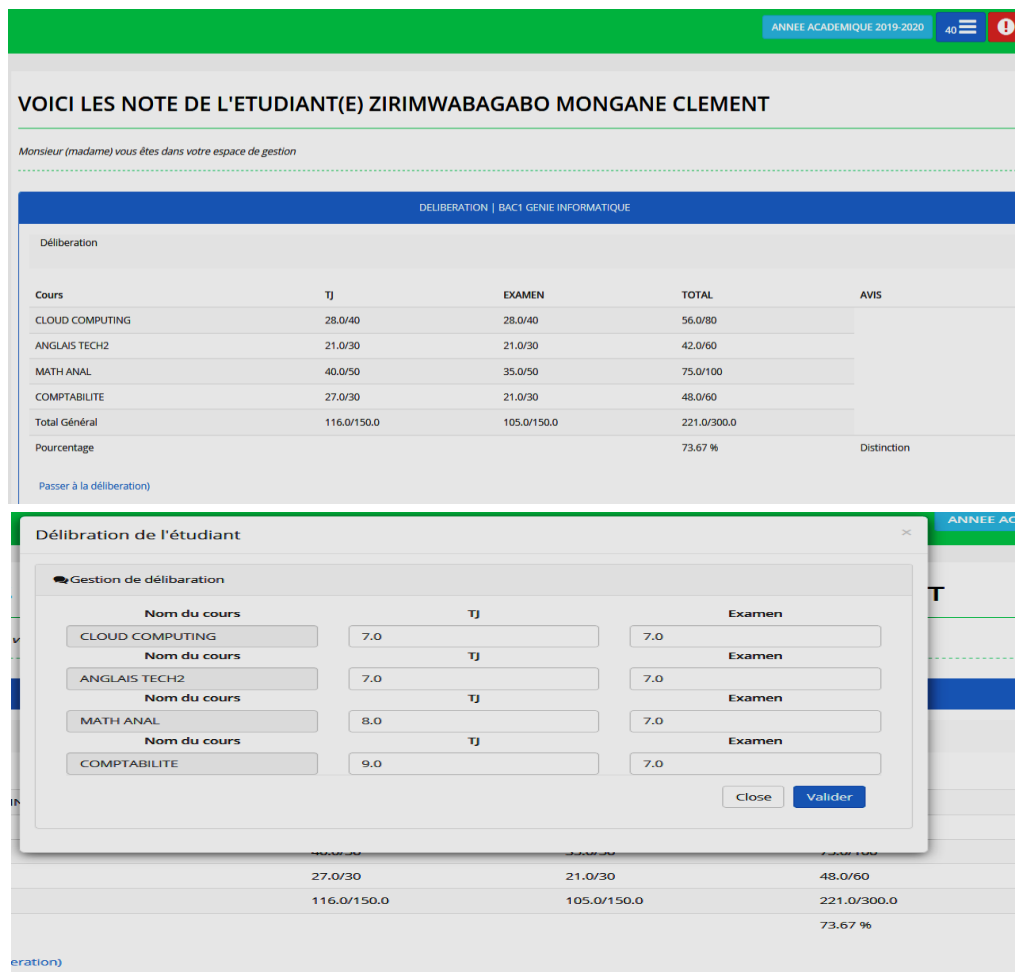 ANNEE ACADEMIQUE 2019-2020 40
VOICI LES NOTE DE L'ETUDIANT(E) ZIRIMWABAGABO MONGANE CLEMENT
Monsieur (madame) vous êtes dans votre espace de gestion
DELIBERATION | BAC1 GENIE INFORMATIQUE
Déliberation
Cours TJ EXAMEN TOTAL AVIS
CLOUD COMPUTING 28.0/40 28.0/40 56.0/80
ANGLAIS TECH2 21.0/30 21.0/30 42.0/60
MATH ANAL 40.0/50 35.0/50 75.0/100
COMPTABILITE 27.0/30 21.0/30 48.0/60
Total Général 116.0/150.0 105.0/150.0 221.0/300.0
Pourcentage 73.67 % Distinction
Passer à la déliberation)
ANNEE AC
Délibration de l'étudiant ×
Gestion de délibaration
T
Nom du cours TJ Examen
CLOUD COMPUTING 7.0 7.0
Nom du cours TJ Examen
ANGLAIS TECH2 7.0 7.0
Nom du cours TJ Examen
MATH ANAL 8.0 7.0
Nom du cours TJ Examen
COMPTABILITE 9.0 7.0
Close Valider
27.0/30 21.0/30 48.0/60
116.0/150.0 105.0/150.0 221.0/300.0
73.67 %
eration)